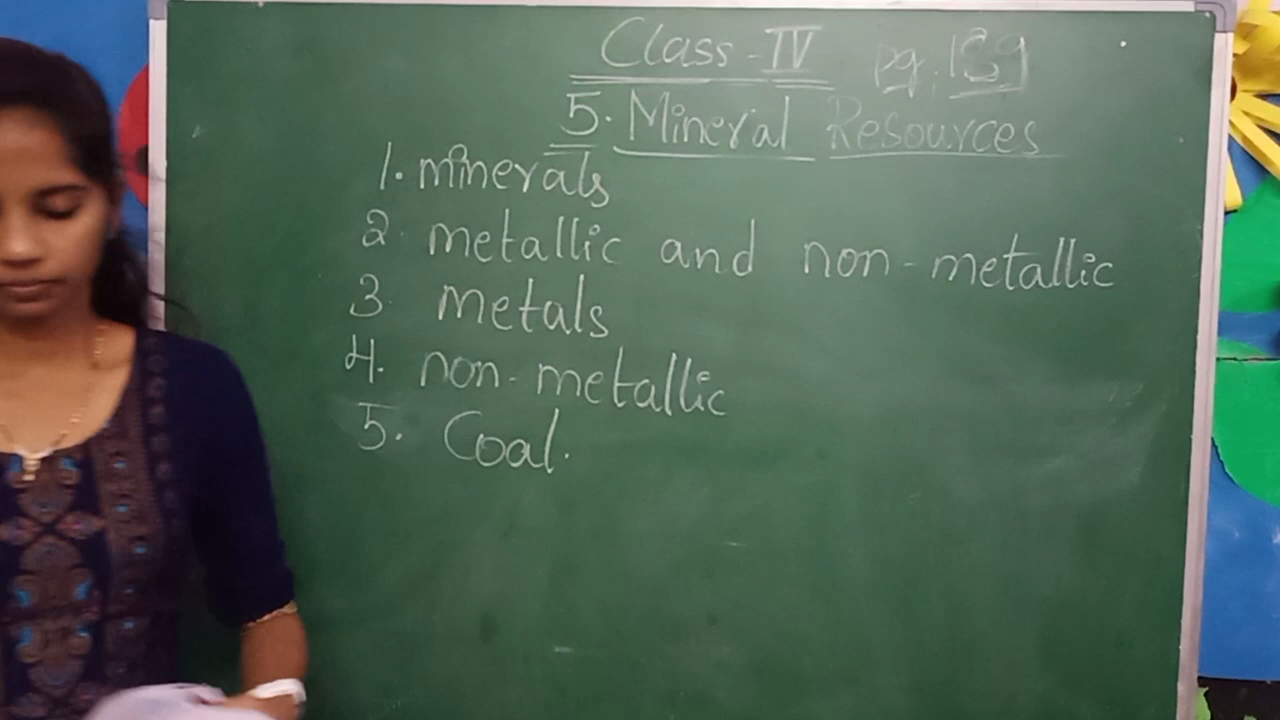 Class - IV pg. 139
5. Mineral Resources
1. minerals
2. metallic and non-metallic
3. metals
4. non-metallic
5. Coal.